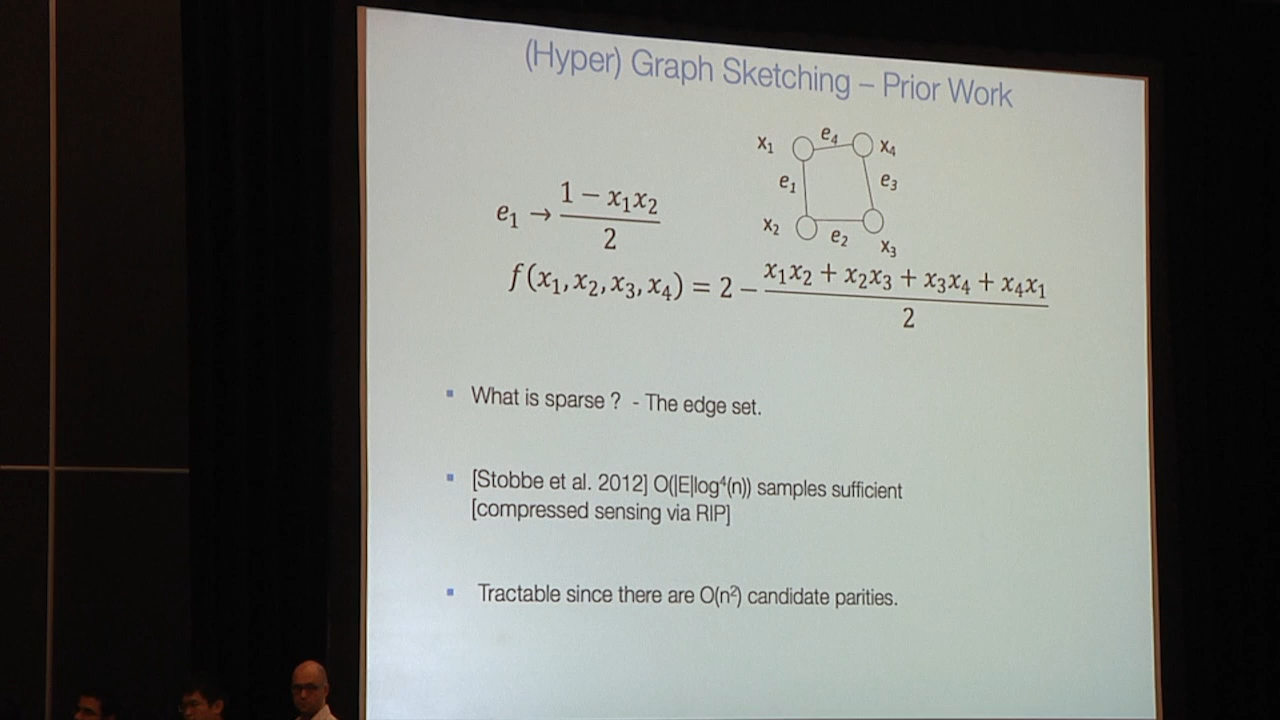 (Hyper) Graph Sketching – Prior Work
x₁ e₄ x₄
e₁ e₃
x₂ e₂ x₃
e₁ → (1 − x₁x₂)/2
f(x₁, x₂, x₃, x₄) = 2 − (x₁x₂ + x₂x₃ + x₃x₄ + x₄x₁)/2
▪ What is sparse ? - The edge set.
▪ [Stobbe et al. 2012] O(|E|log⁴(n)) samples sufficient
[compressed sensing via RIP]
▪ Tractable since there are O(n²) candidate parities.